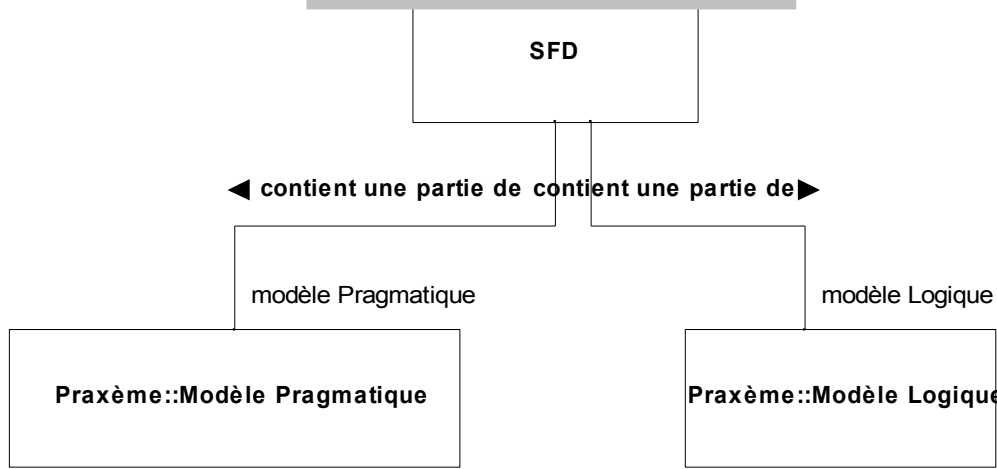 SFD
contient une partie de contient une partie de
modèle Pragmatique
modèle Logique
Praxème::Modèle Pragmatique
Praxème::Modèle Logique